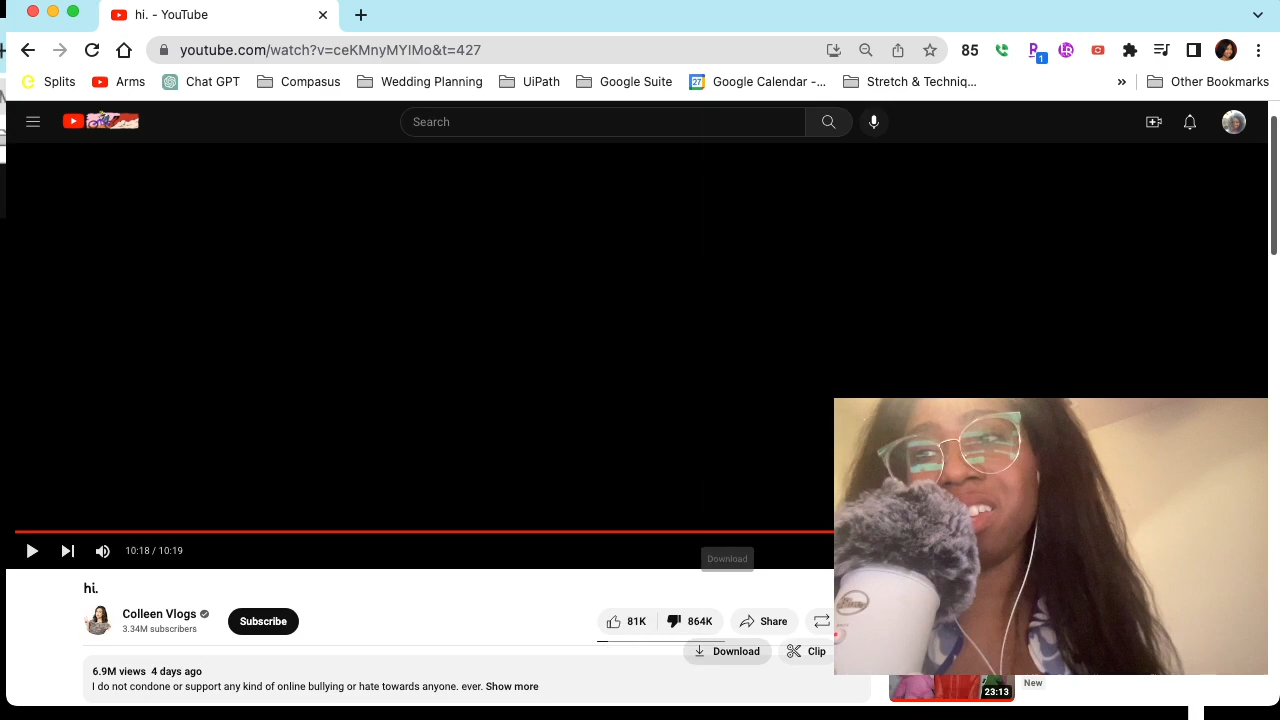 hi. - YouTube
youtube.com/watch?v=ceKMnyMYIMo&t=427
85
1
Splits
Arms
Chat GPT
Compasus
Wedding Planning
UiPath
Google Suite
27
Google Calendar -...
Stretch & Techniq...
»
Other Bookmarks
Search
10:18 / 10:19
Download
hi.
Colleen Vlogs
3.34M subscribers
Subscribe
81K
864K
Share
Download
Clip
6.9M views 4 days ago
I do not condone or support any kind of online bullying or hate towards anyone. ever. Show more
New
23:13